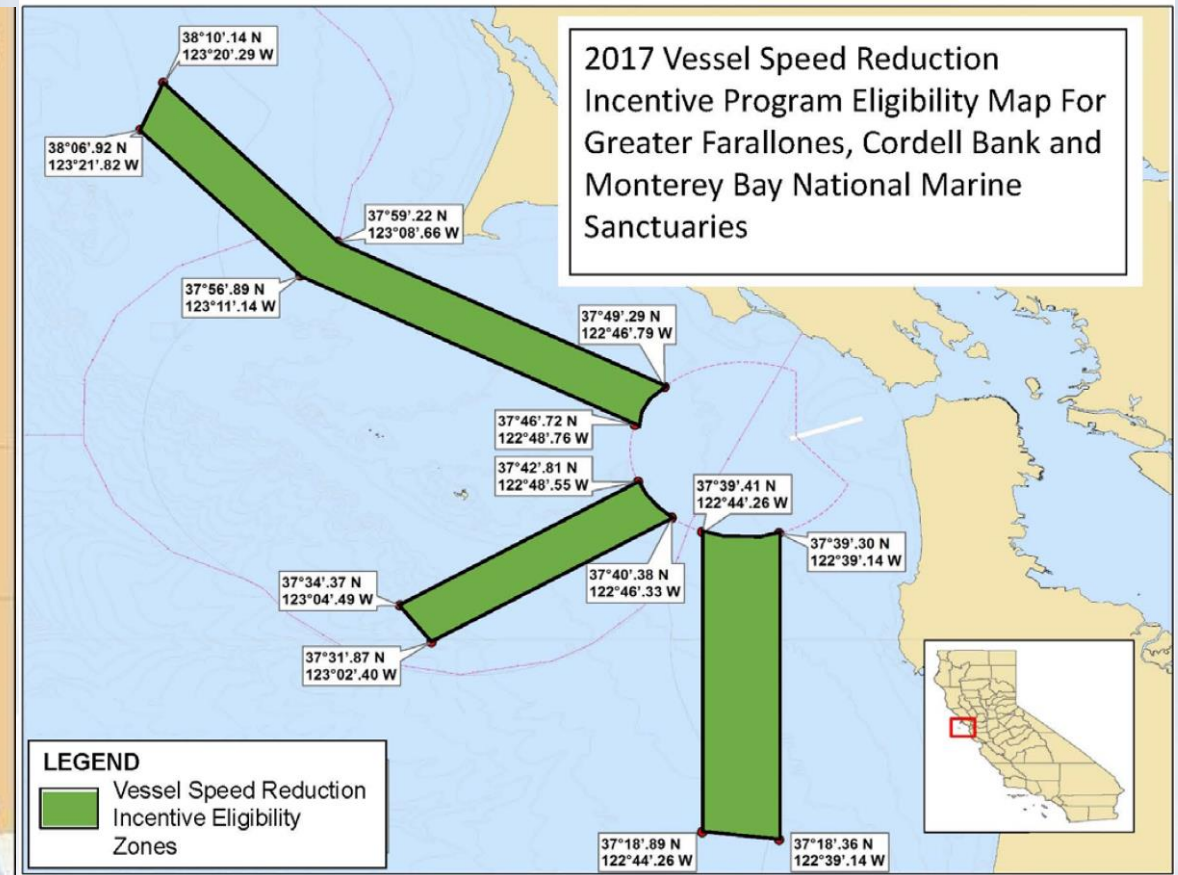 38°10'.14 N
123°20'.29 W
2017 Vessel Speed Reduction
Incentive Program Eligibility Map For
Greater Farallones, Cordell Bank and
Monterey Bay National Marine
Sanctuaries
38°06'.92 N
123°21'.82 W
37°59'.22 N
123°08'.66 W
37°56'.89 N
123°11'.14 W
37°49'.29 N
122°46'.79 W
37°46'.72 N
122°48'.76 W
37°42'.81 N
122°48'.55 W
37°39'.41 N
122°44'.26 W
37°39'.30 N
122°39'.14 W
37°40'.38 N
122°46'.33 W
37°34'.37 N
123°04'.49 W
37°31'.87 N
123°02'.40 W
LEGEND
Vessel Speed Reduction
Incentive Eligibility
Zones
37°18'.89 N
122°44'.26 W
37°18'.36 N
122°39'.14 W